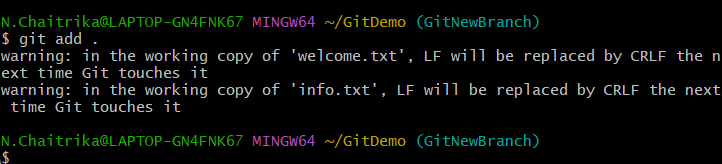 N.Chaitrika@LAPTOP-GN4FNK67 MINGW64 ~/GitDemo (GitNewBranch)
$ git add .
warning: in the working copy of 'welcome.txt', LF will be replaced by CRLF the n
ext time Git touches it
warning: in the working copy of 'info.txt', LF will be replaced by CRLF the next
 time Git touches it
N.Chaitrika@LAPTOP-GN4FNK67 MINGW64 ~/GitDemo (GitNewBranch)
$